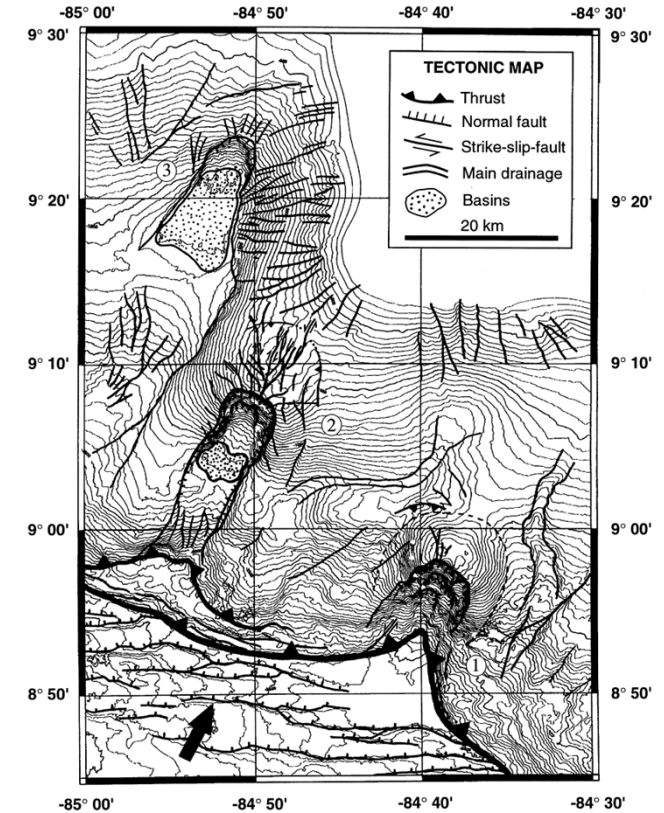 -85° 00' -84° 50' -84° 40' -84° 30'
9° 30' 9° 30'
TECTONIC MAP
Thrust
Normal fault
Strike-slip-fault
Main drainage
Basins
20 km
3
9° 20' 9° 20'
9° 10' 9° 10'
2
9° 00' 9° 00'
1
8° 50' 8° 50'
-85° 00' -84° 50' -84° 40' -84° 30'